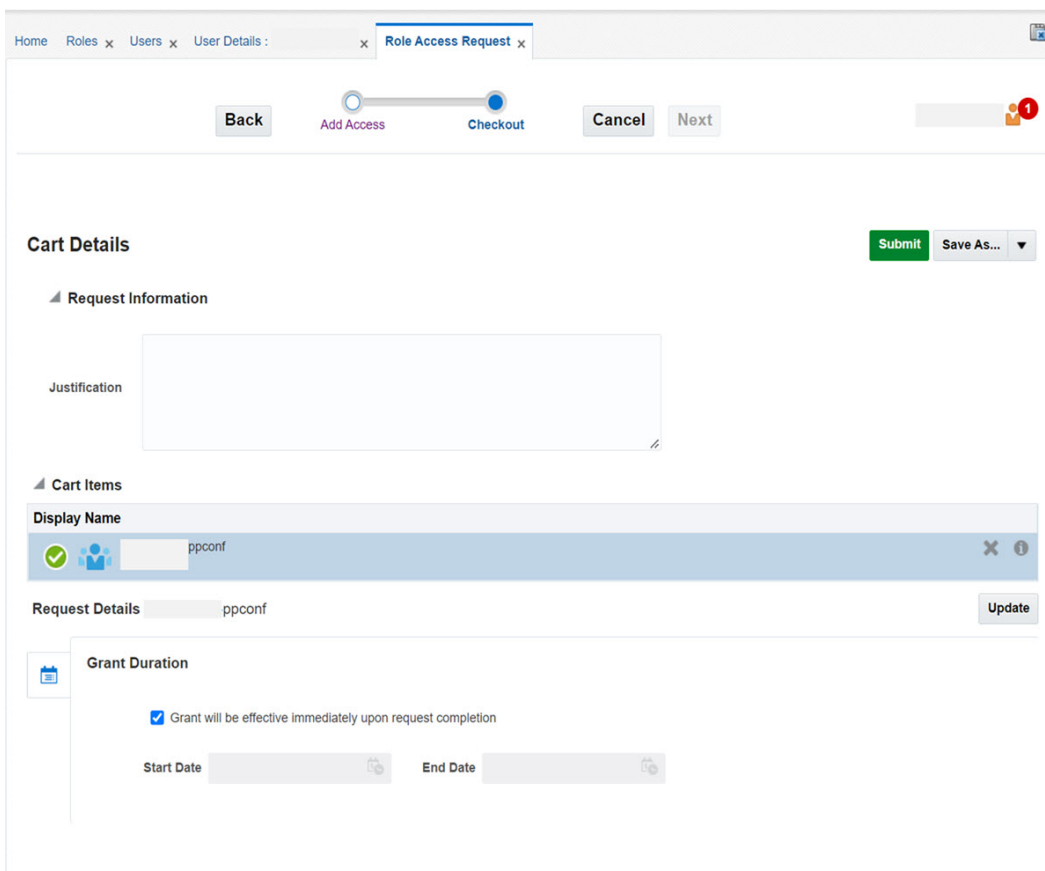 Home Roles x Users x User Details : x Role Access Request x
Back Add Access Checkout Cancel Next 1
Cart Details Submit Save As...
Request Information
Justification
Cart Items
Display Name
ppconf
Request Details ppconf Update
Grant Duration
Grant will be effective immediately upon request completion
Start Date End Date